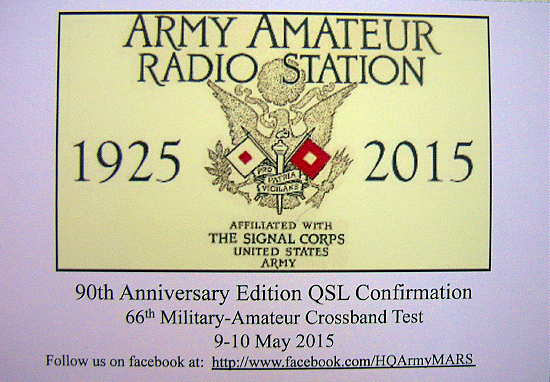 ARMY AMATEUR
RADIO STATION
1925 2015
PRO
PATRIA
VIGILANS
AFFILIATED WITH
THE SIGNAL CORPS
UNITED STATES
ARMY
90th Anniversary Edition QSL Confirmation
66th Military-Amateur Crossband Test
9-10 May 2015
Follow us on facebook at: http://www.facebook.com/HQArmyMARS